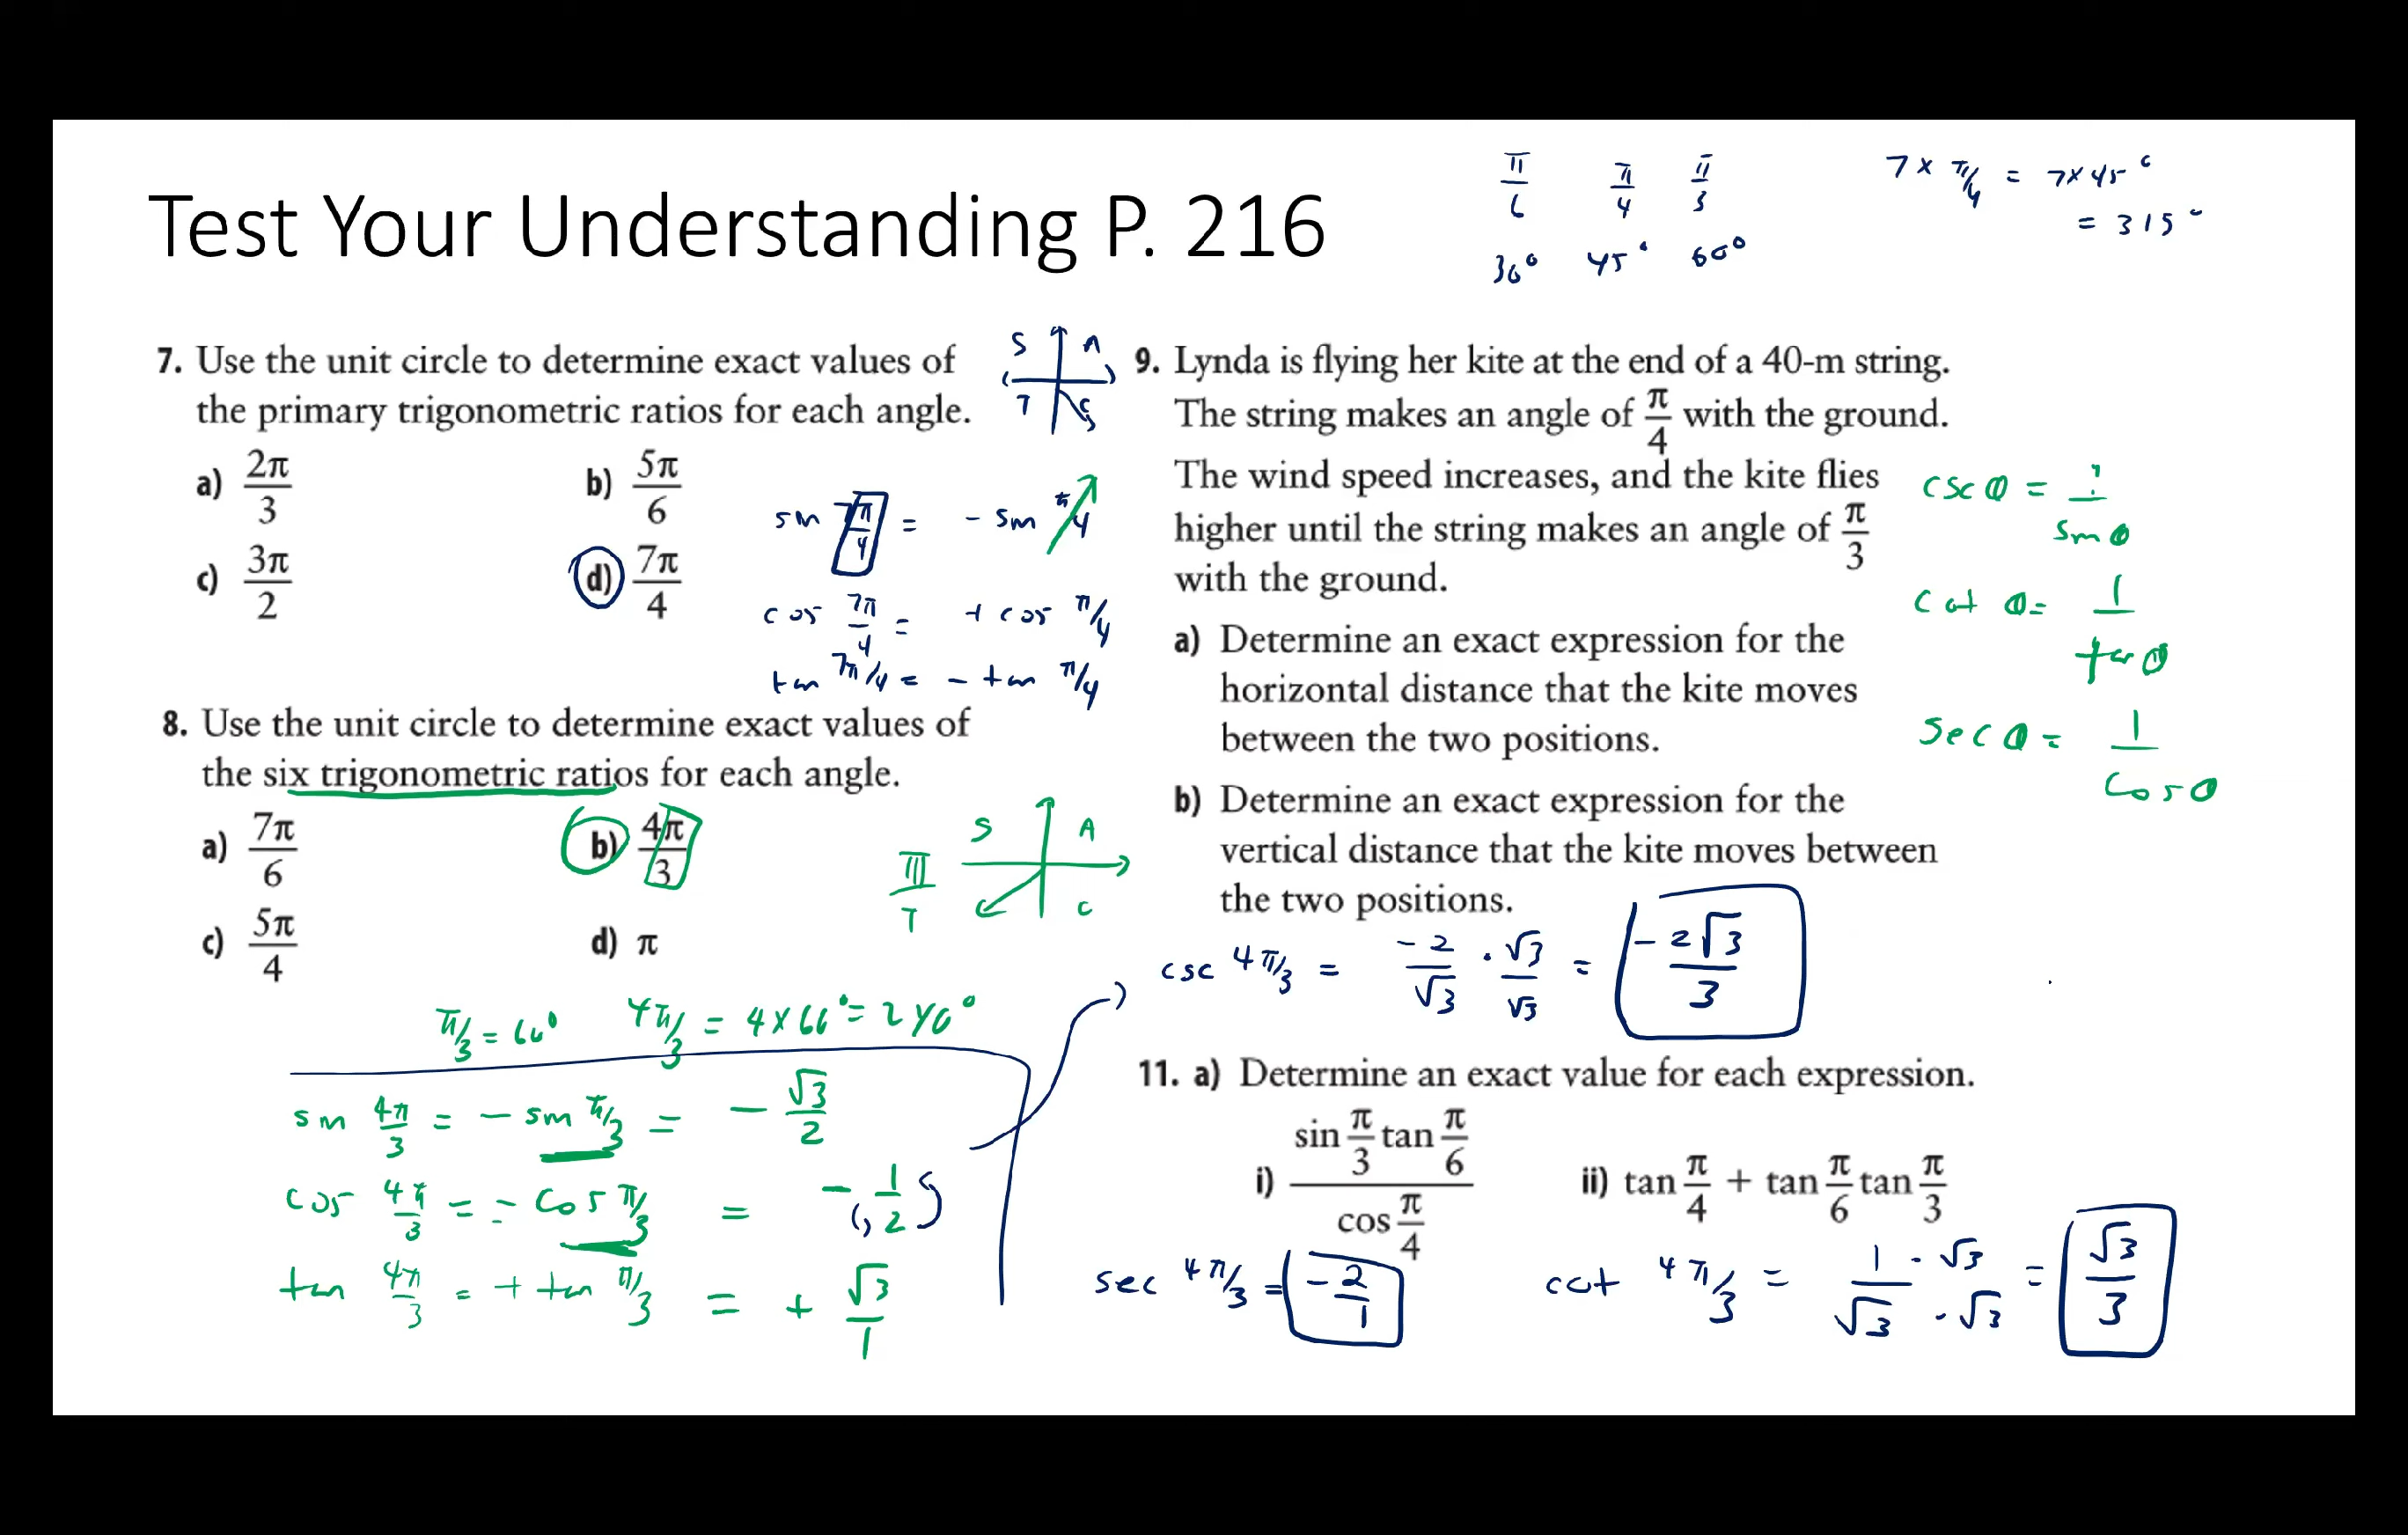 Test Your Understanding P. 216
π/6 π/4 π/3
30° 45° 60°
7 × π/4 = 7×45°
= 315°
7. Use the unit circle to determine exact values of
the primary trigonometric ratios for each angle.
a) 2π/3 b) 5π/6
c) 3π/2 d) 7π/4
S A
T C
sin 7π/4 = - sin π/4
cos 7π/4 = + cos π/4
tan 7π/4 = - tan π/4
8. Use the unit circle to determine exact values of
the six trigonometric ratios for each angle.
a) 7π/6 b) 4π/3
c) 5π/4 d) π
III
T
S A
C
π/3 = 60° 4π/3 = 4×60° = 240°
sin 4π/3 = - sin π/3 = - √3/2
cos 4π/3 = - cos π/3 = - 1/2
tan 4π/3 = + tan π/3 = + √3/1
9. Lynda is flying her kite at the end of a 40-m string.
The string makes an angle of π/4 with the ground.
The wind speed increases, and the kite flies
higher until the string makes an angle of π/3
with the ground.
a) Determine an exact expression for the
horizontal distance that the kite moves
between the two positions.
b) Determine an exact expression for the
vertical distance that the kite moves between
the two positions.
csc θ = 1/sin θ
cot θ = 1/tan θ
sec θ = 1/cos θ
csc 4π/3 = -2/√3 · √3/√3 = - 2√3/3
11. a) Determine an exact value for each expression.
i) (sin π/3 tan π/6)/(cos π/4) ii) tan π/4 + tan π/6 tan π/3
sec 4π/3 = - 2/1 cot 4π/3 = 1/√3 · √3/√3 = √3/3